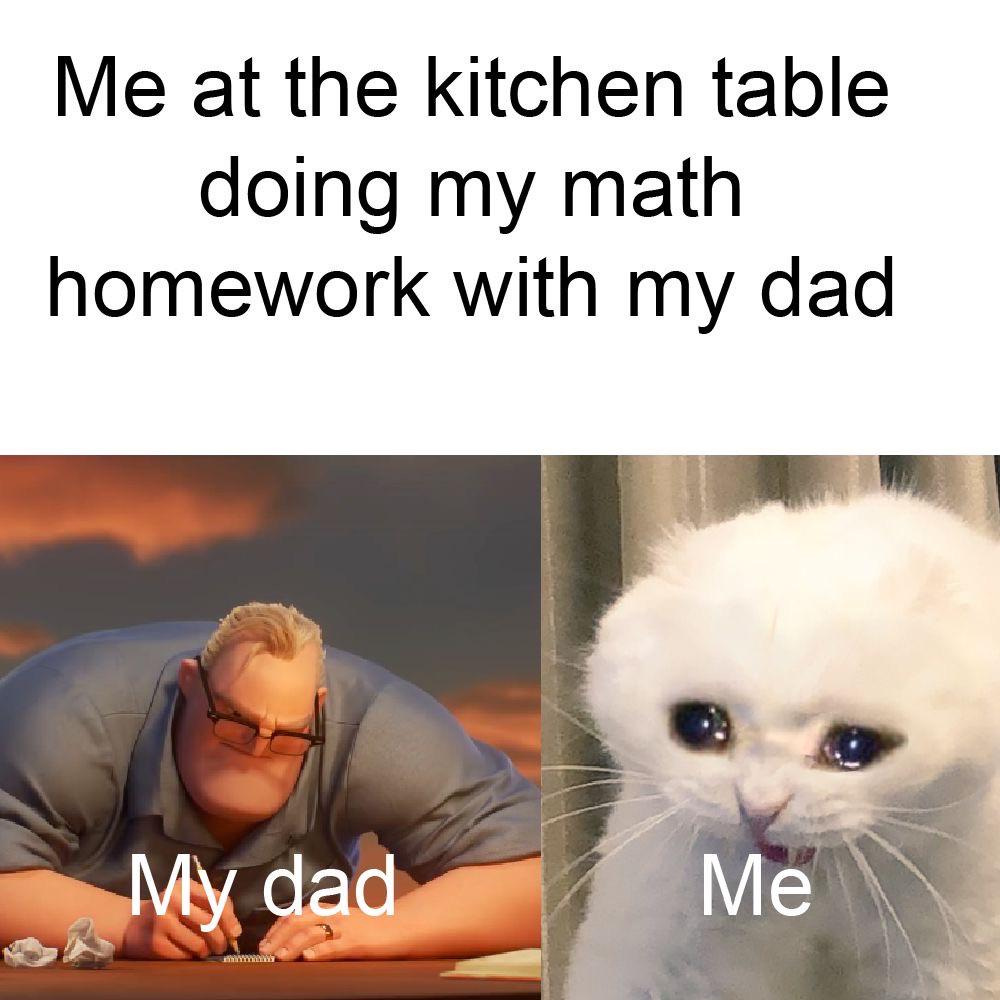 Me at the kitchen table
doing my math
homework with my dad
My dad
Me